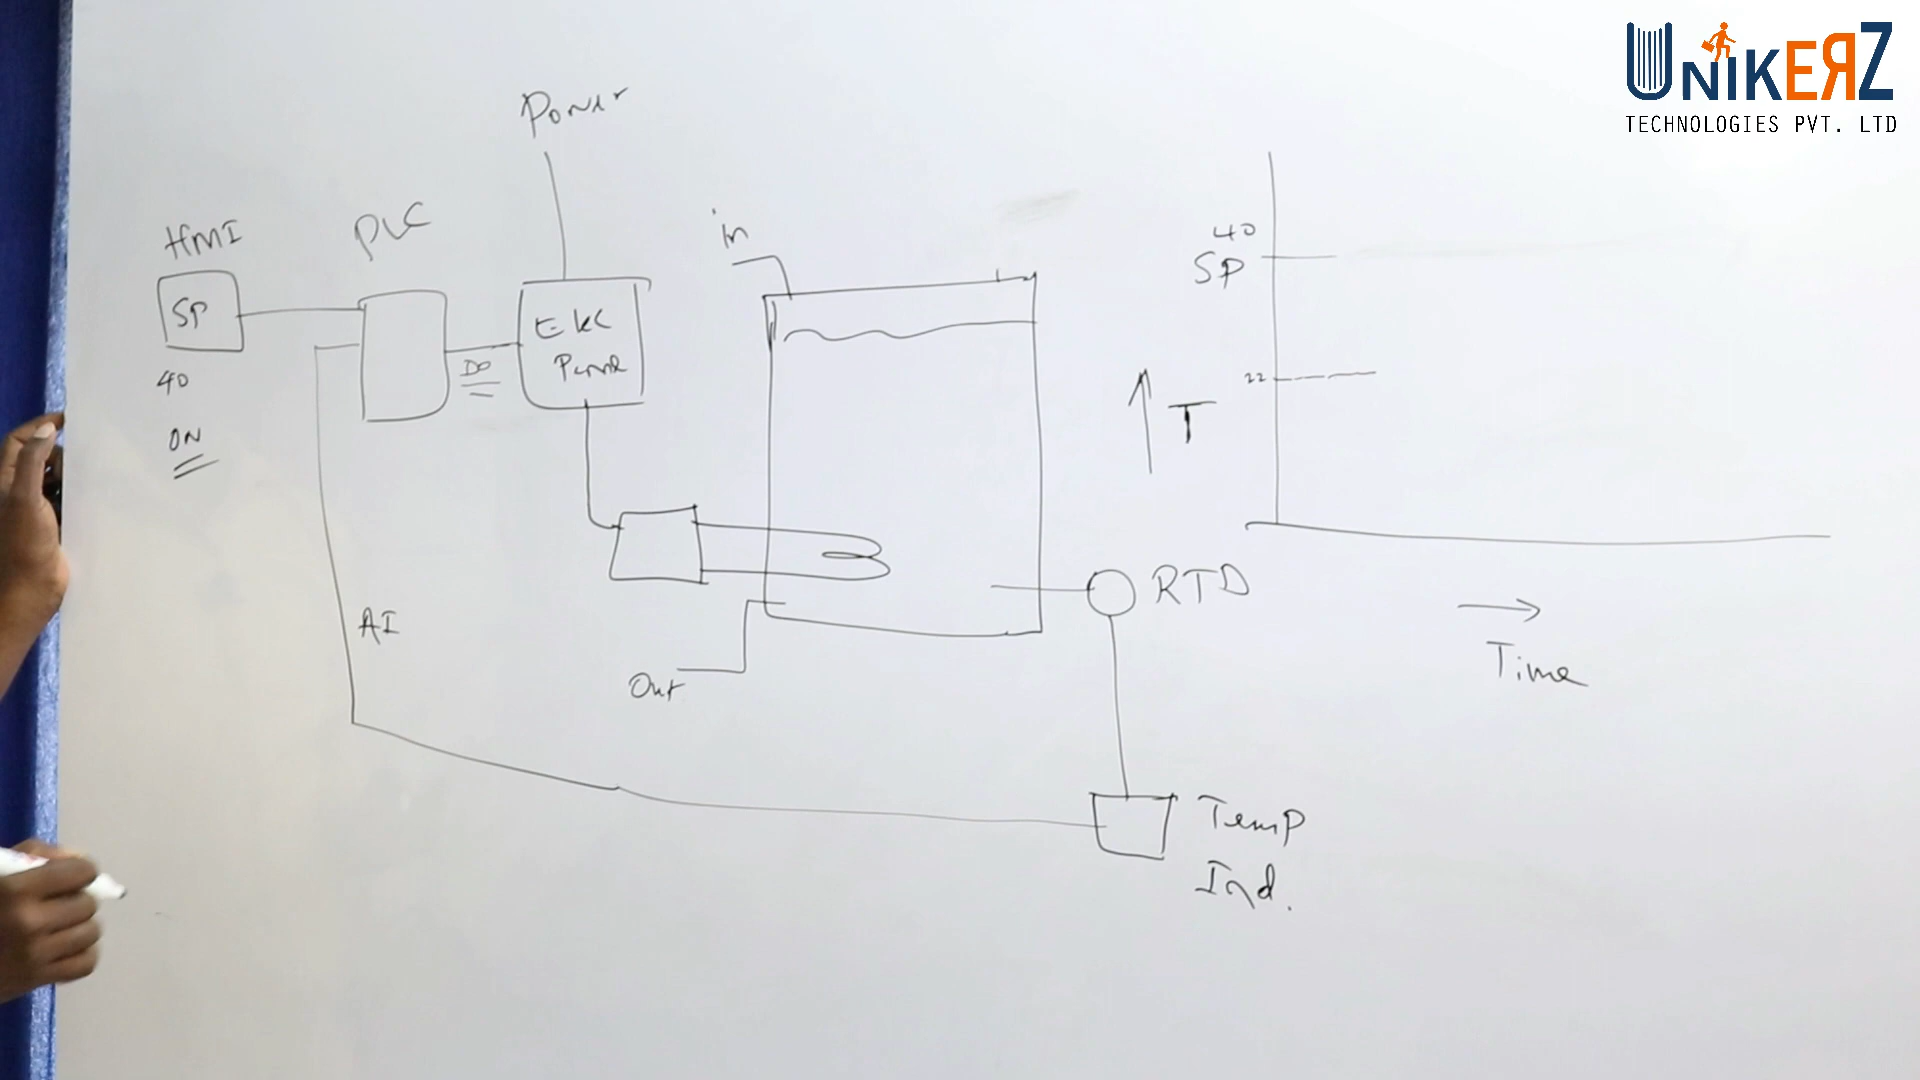 UNIKERZ
TECHNOLOGIES PVT. LTD
Power
HMI
PLC
in
SP
40
ON
DO
Elec
Panel
AI
Out
RTD
Temp
Ind.
40
SP
22
T
Time